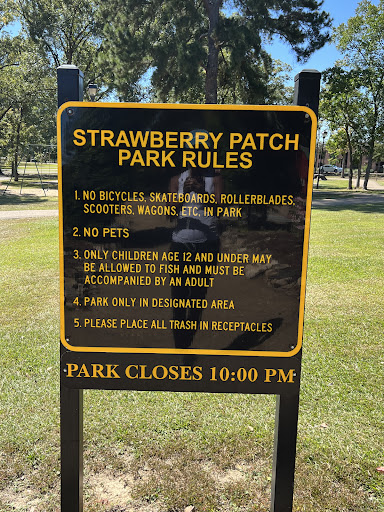 STRAWBERRY PATCH
PARK RULES
1. NO BICYCLES, SKATEBOARDS, ROLLERBLADES,
SCOOTERS, WAGONS, ETC. IN PARK
2. NO PETS
3. ONLY CHILDREN AGE 12 AND UNDER MAY
BE ALLOWED TO FISH AND MUST BE
ACCOMPANIED BY AN ADULT
4. PARK ONLY IN DESIGNATED AREA
5. PLEASE PLACE ALL TRASH IN RECEPTACLES
PARK CLOSES 10:00 PM